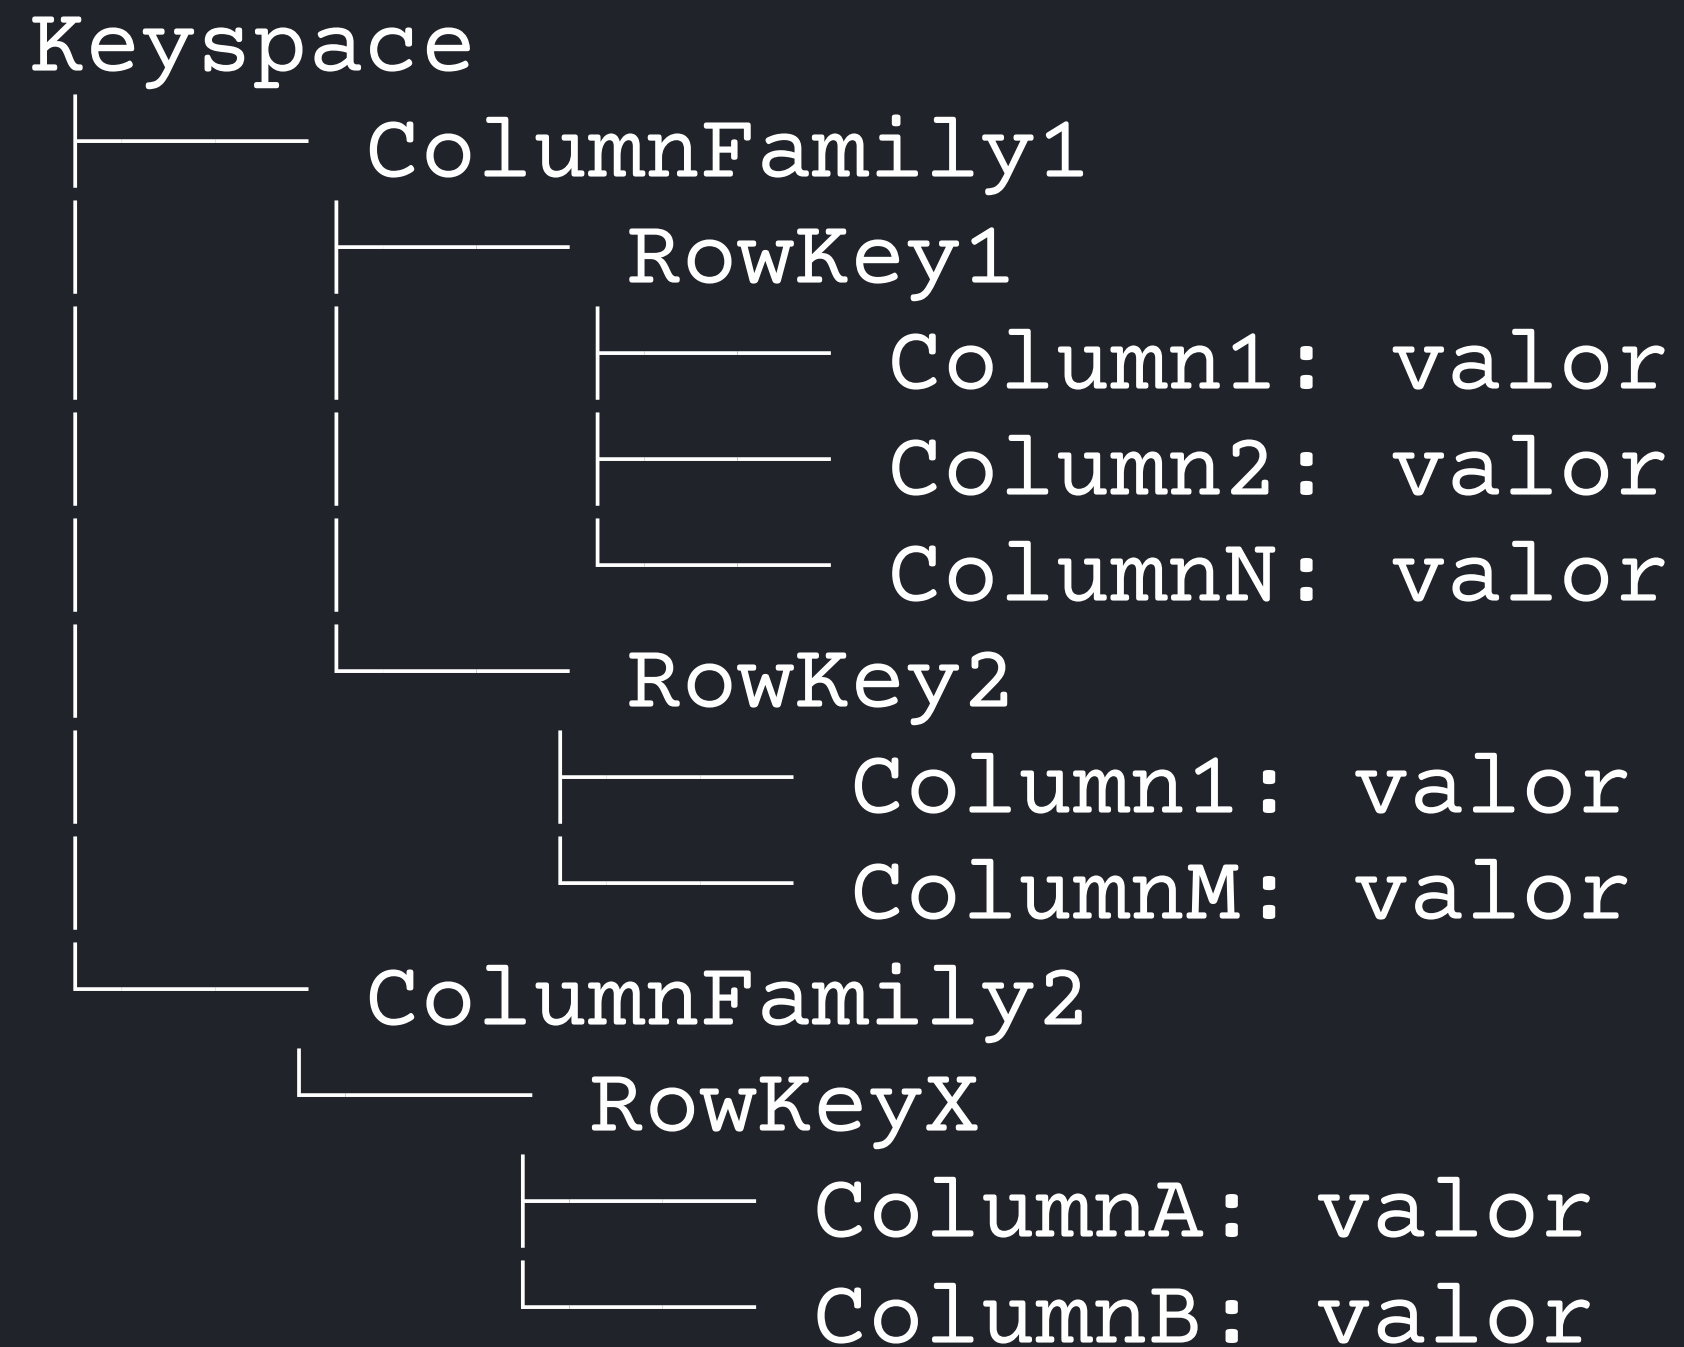 Keyspace
├── ColumnFamily1
│   ├── RowKey1
│   │   ├── Column1: valor
│   │   ├── Column2: valor
│   │   └── ColumnN: valor
│   └── RowKey2
│       ├── Column1: valor
│       └── ColumnM: valor
└── ColumnFamily2
    └── RowKeyX
        ├── ColumnA: valor
        └── ColumnB: valor